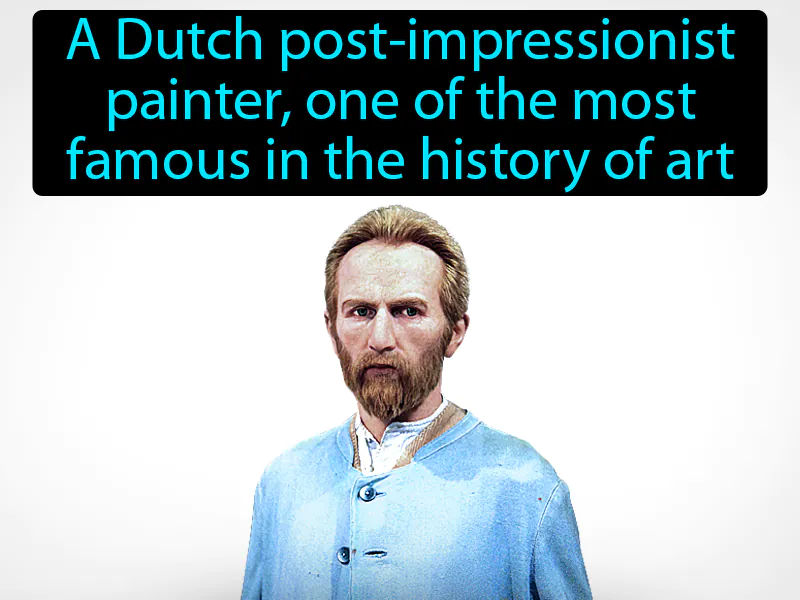 A Dutch post-impressionist
painter, one of the most
famous in the history of art